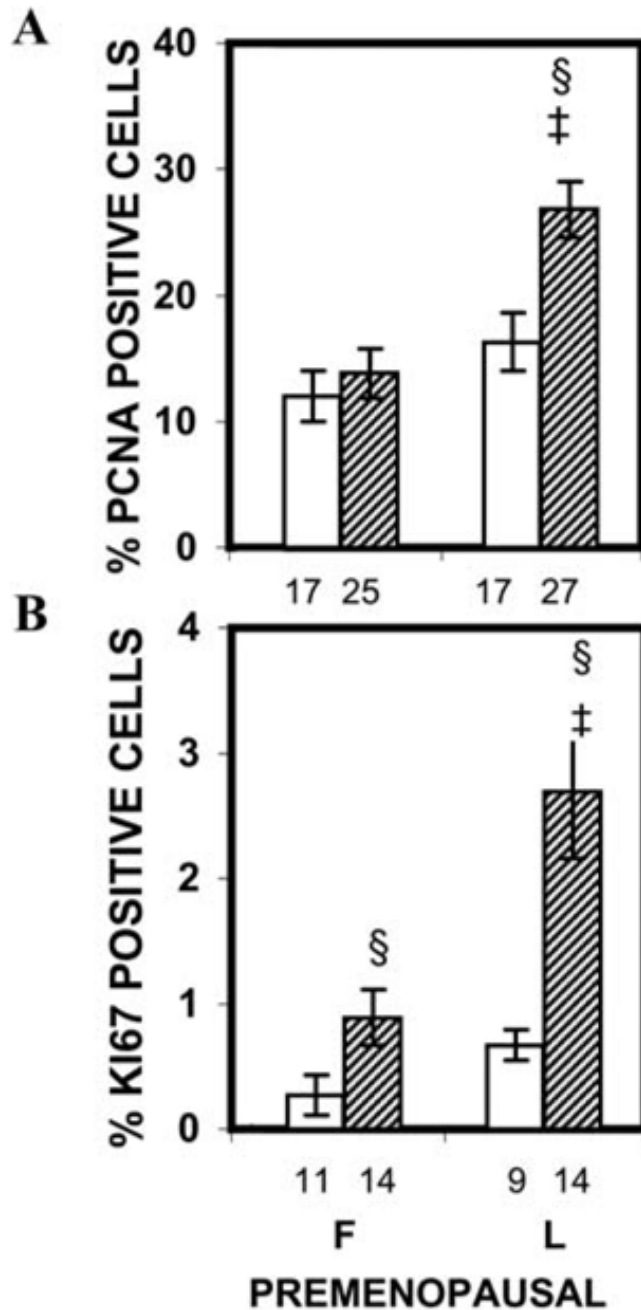 A
% PCNA POSITIVE CELLS
40
30
20
10
0
§
‡
17 25 17 27
B
% KI67 POSITIVE CELLS
4
3
2
1
0
§
§
‡
11 14 9 14
F L
PREMENOPAUSAL